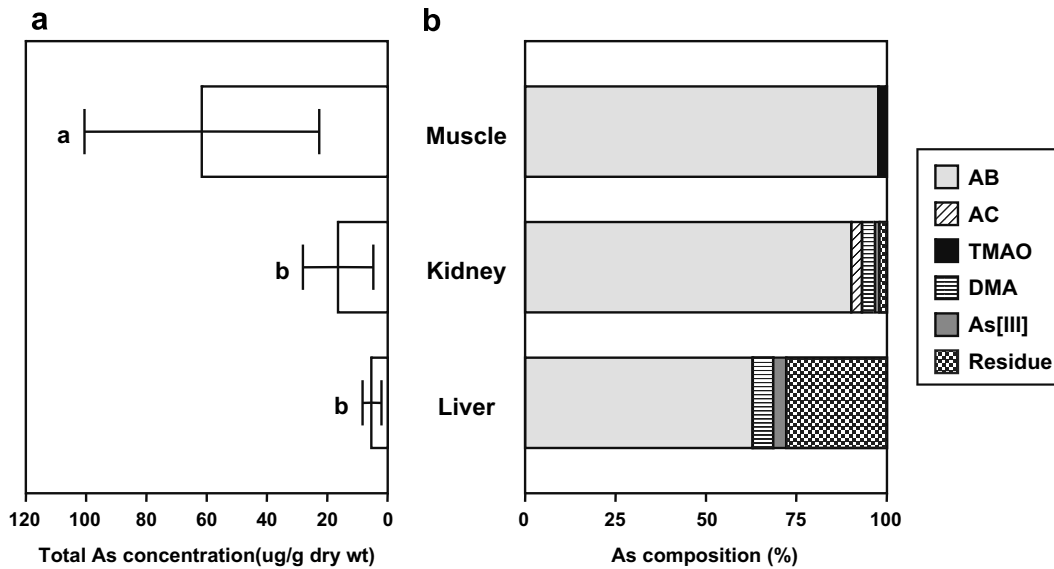 a
b
a
Muscle
b
Kidney
b
Liver
AB
AC
TMAO
DMA
As[III]
Residue
120 100 80 60 40 20 0
0 25 50 75 100
Total As concentration(ug/g dry wt)
As composition (%)